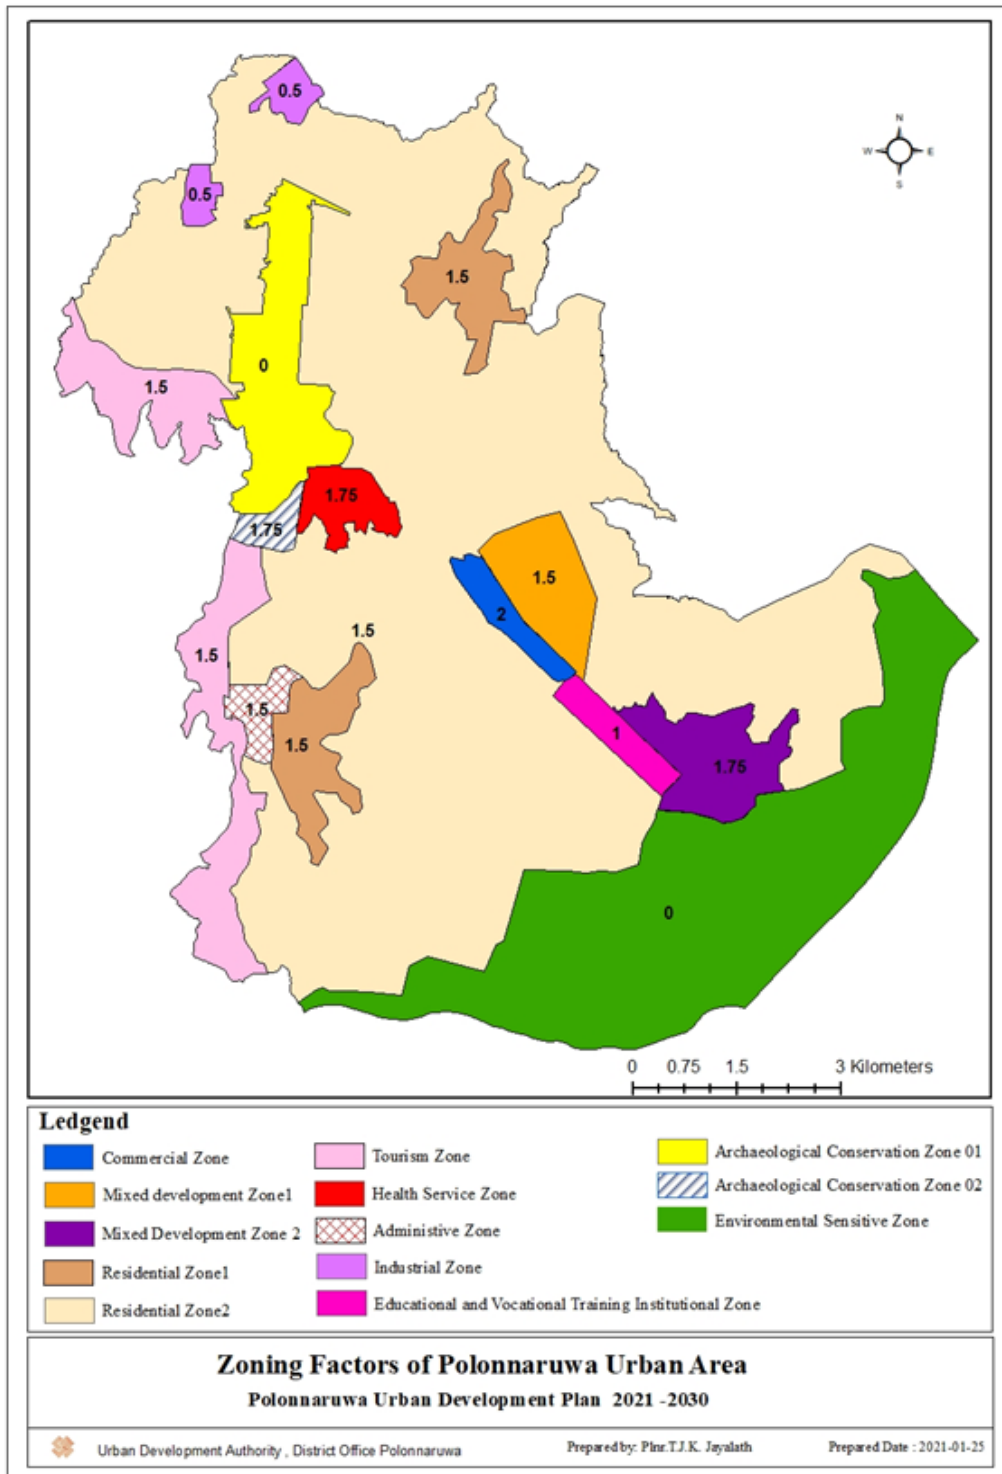 0.5
N
W E
S
0.5
1.5
0
1.5
1.75
1.75
1.5
2
1.5
1.5
1.5
1.5
1
1.75
0
0 0.75 1.5 3 Kilometers
Ledgend
Commercial Zone
Mixed development Zone1
Mixed Development Zone 2
Residential Zone1
Residential Zone2
Tourism Zone
Health Service Zone
Administive Zone
Industrial Zone
Educational and Vocational Training Institutional Zone
Archaeological Conservation Zone 01
Archaeological Conservation Zone 02
Environmental Sensitive Zone
Zoning Factors of Polonnaruwa Urban Area
Polonnaruwa Urban Development Plan 2021 -2030
Urban Development Authority , District Office Polonnaruwa
Prepared by: Plnr.T.J.K. Jayalath
Prepared Date : 2021-01-25